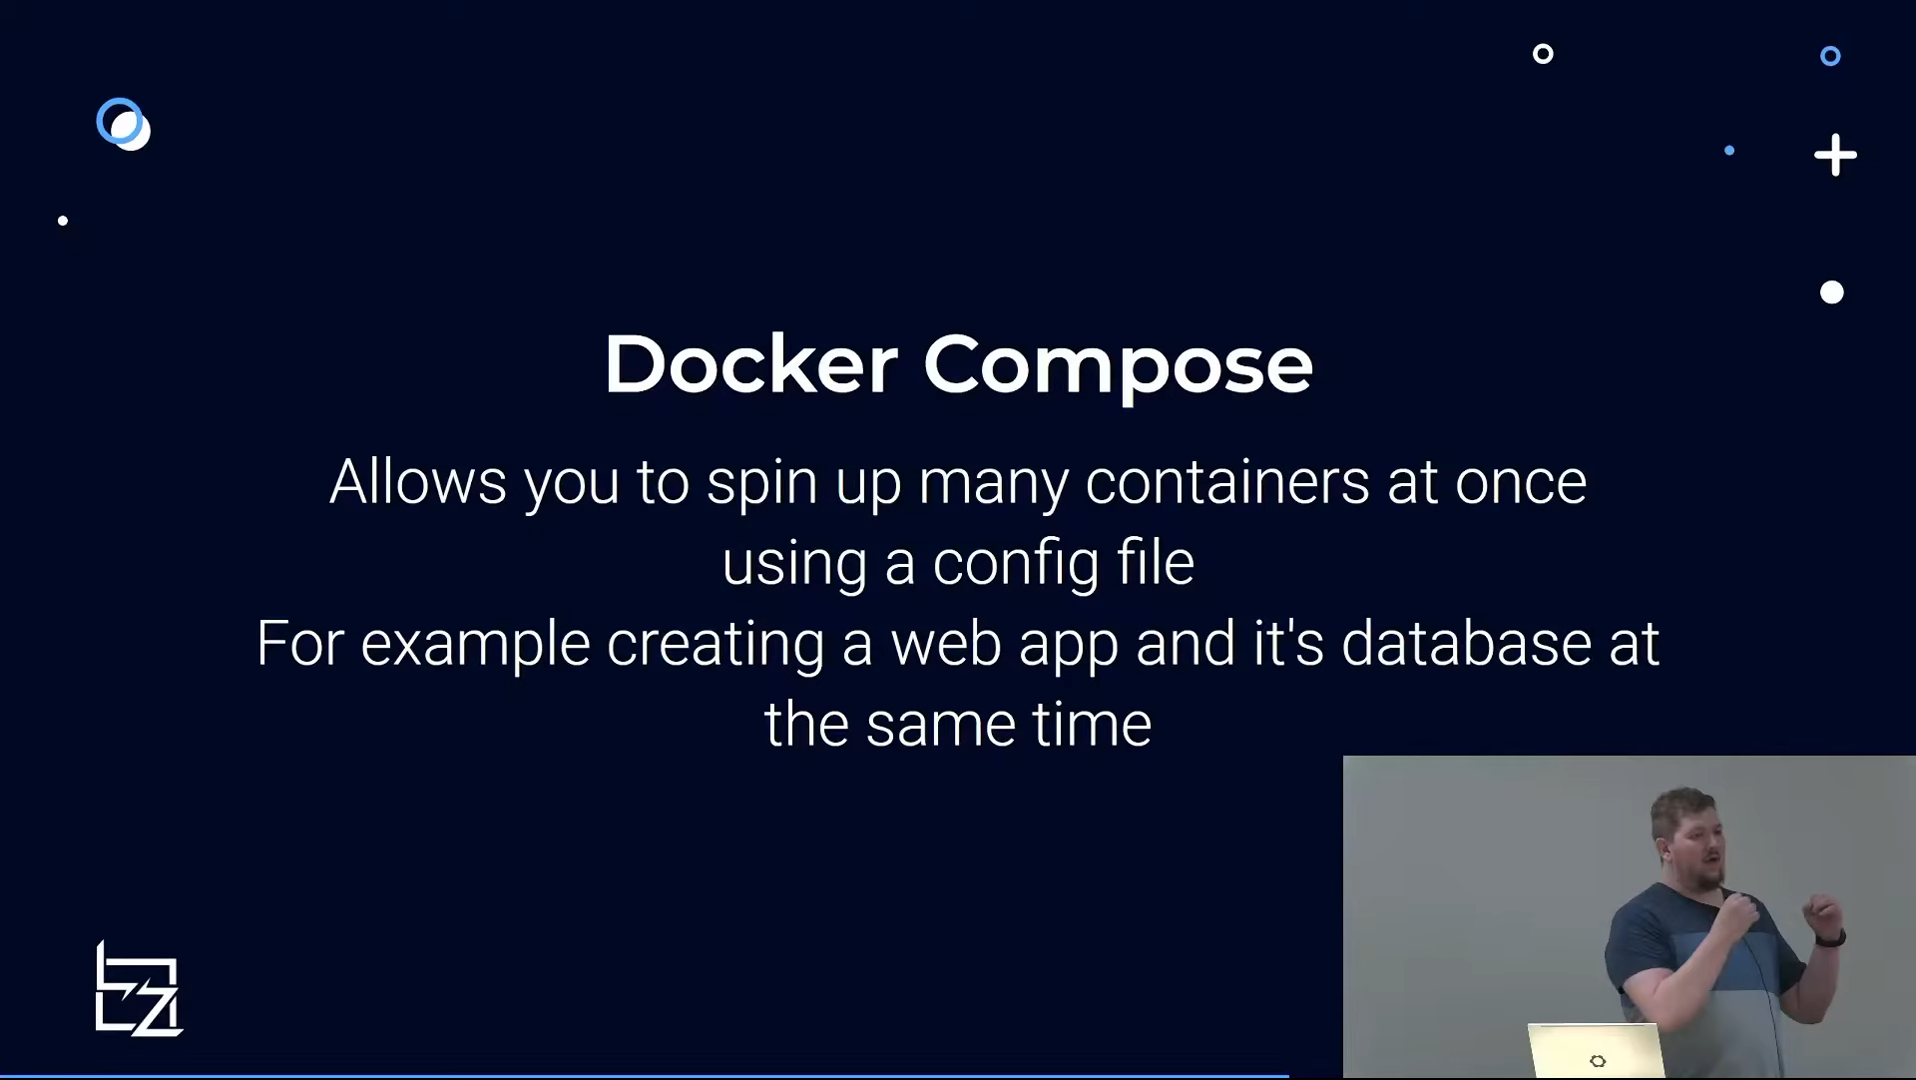 Docker Compose
Allows you to spin up many containers at once
using a config file
For example creating a web app and it's database at
the same time